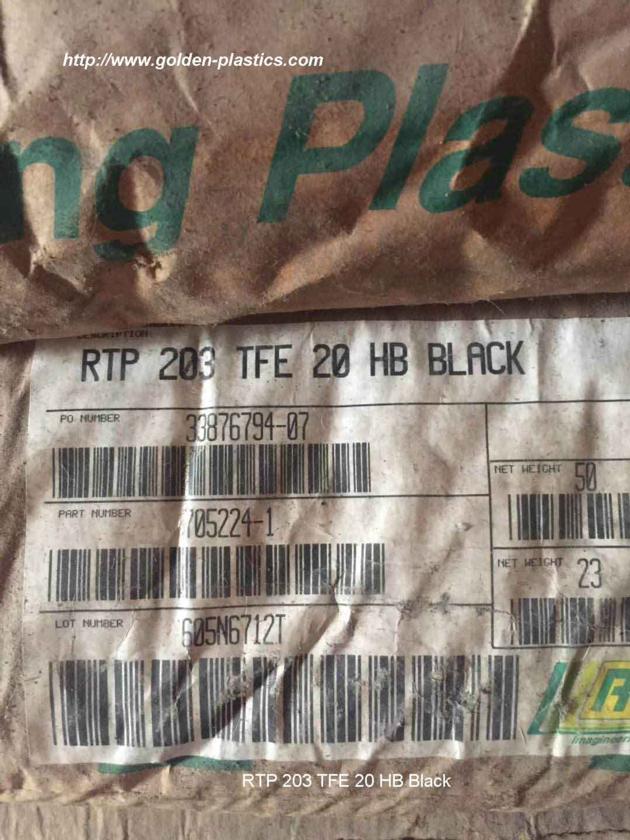 http://www.golden-plastics.com
ng Plas
DESCRIPTION:
RTP 203 TFE 20 HB BLACK
PO NUMBER
33876794-07
NET WEIGHT 50
PART NUMBER
705224-1
NET WEIGHT 23
LOT NUMBER
605N6712T
R
imagineer
RTP 203 TFE 20 HB Black